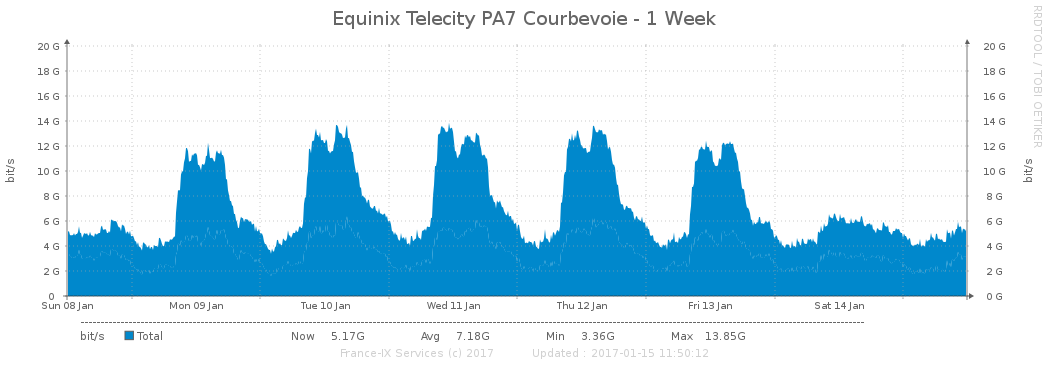 Equinix Telecity PA7 Courbevoie - 1 Week
RRDTOOL / TOBI OETIKER
20 G 20 G
18 G 18 G
16 G 16 G
14 G 14 G
12 G 12 G
10 G 10 G
8 G 8 G
6 G 6 G
4 G 4 G
2 G 2 G
0 0 G
bit/s bit/s
Sun 08 Jan Mon 09 Jan Tue 10 Jan Wed 11 Jan Thu 12 Jan Fri 13 Jan Sat 14 Jan
bit/s Total Now 5.17G Avg 7.18G Min 3.36G Max 13.85G
France-IX Services (c) 2017 Updated : 2017-01-15 11:50:12